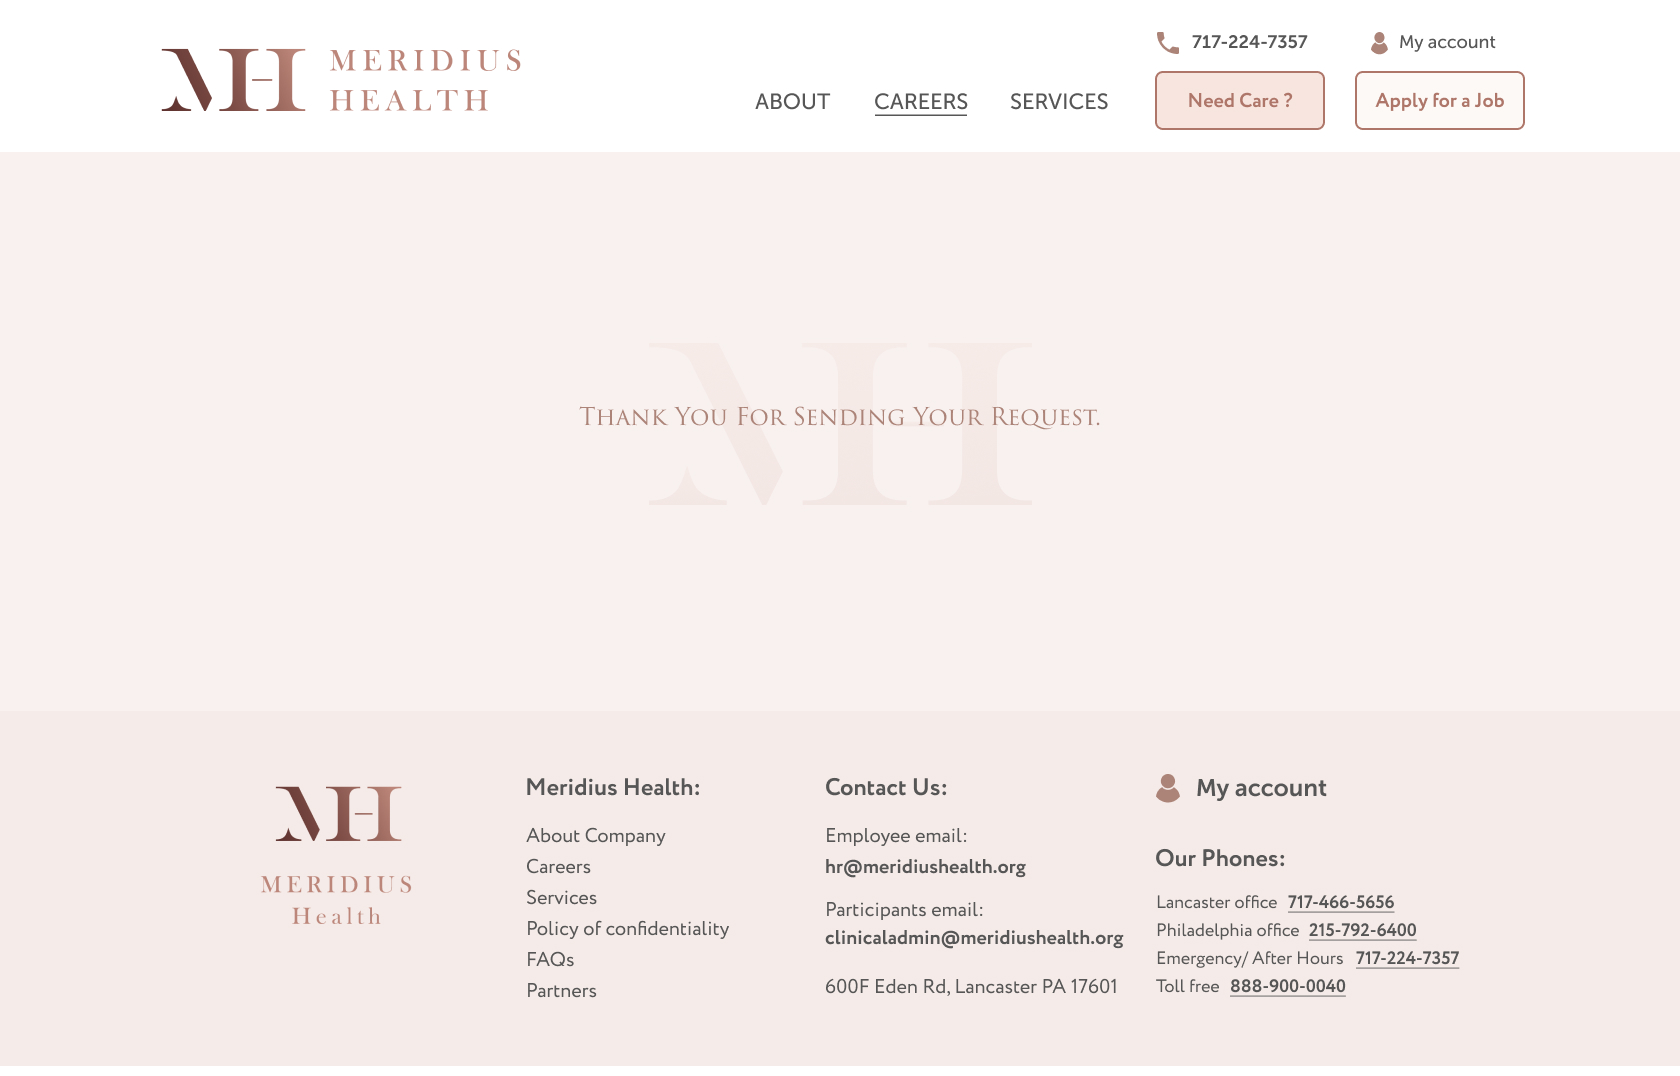 MH MERIDIUS
HEALTH
717-224-7357
My account
ABOUT
CAREERS
SERVICES
Need Care ?
Apply for a Job
MH
Thank You For Sending Your Request.
MH
MERIDIUS
Health
Meridius Health:
About Company
Careers
Services
Policy of confidentiality
FAQs
Partners
Contact Us:
Employee email:
hr@meridiushealth.org
Participants email:
clinicaladmin@meridiushealth.org
600F Eden Rd, Lancaster PA 17601
My account
Our Phones:
Lancaster office 717-466-5656
Philadelphia office 215-792-6400
Emergency/ After Hours 717-224-7357
Toll free 888-900-0040